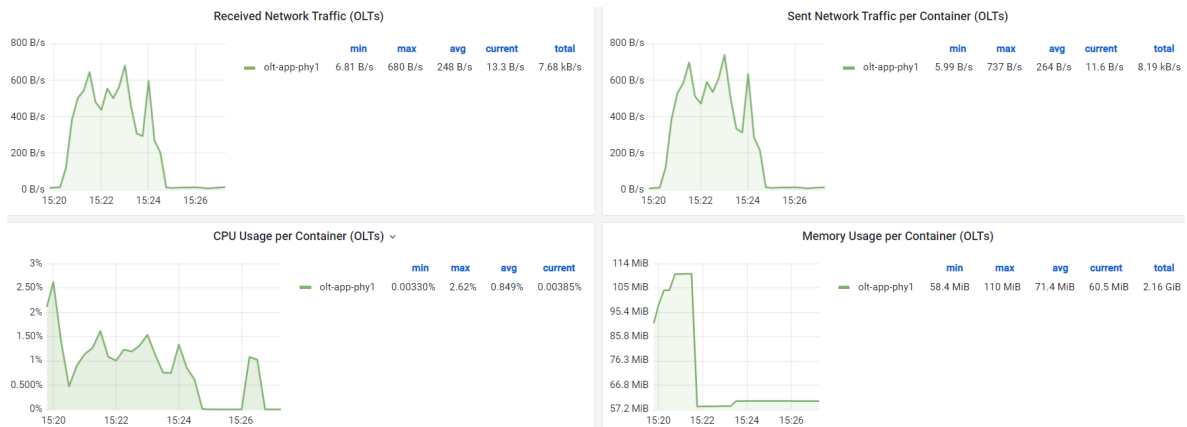 Received Network Traffic (OLTs)
800 B/s
600 B/s
400 B/s
200 B/s
0 B/s
15:20 15:22 15:24 15:26
min max avg current total
olt-app-phy1 6.81 B/s 680 B/s 248 B/s 13.3 B/s 7.68 kB/s
Sent Network Traffic per Container (OLTs)
800 B/s
600 B/s
400 B/s
200 B/s
0 B/s
15:20 15:22 15:24 15:26
min max avg current total
olt-app-phy1 5.99 B/s 737 B/s 264 B/s 11.6 B/s 8.19 kB/s
CPU Usage per Container (OLTs)
3%
2.50%
2%
1.50%
1%
0.500%
0%
15:20 15:22 15:24 15:26
min max avg current
olt-app-phy1 0.00330% 2.62% 0.849% 0.00385%
Memory Usage per Container (OLTs)
114 MiB
105 MiB
95.4 MiB
85.8 MiB
76.3 MiB
66.8 MiB
57.2 MiB
15:20 15:22 15:24 15:26
min max avg current total
olt-app-phy1 58.4 MiB 110 MiB 71.4 MiB 60.5 MiB 2.16 GiB